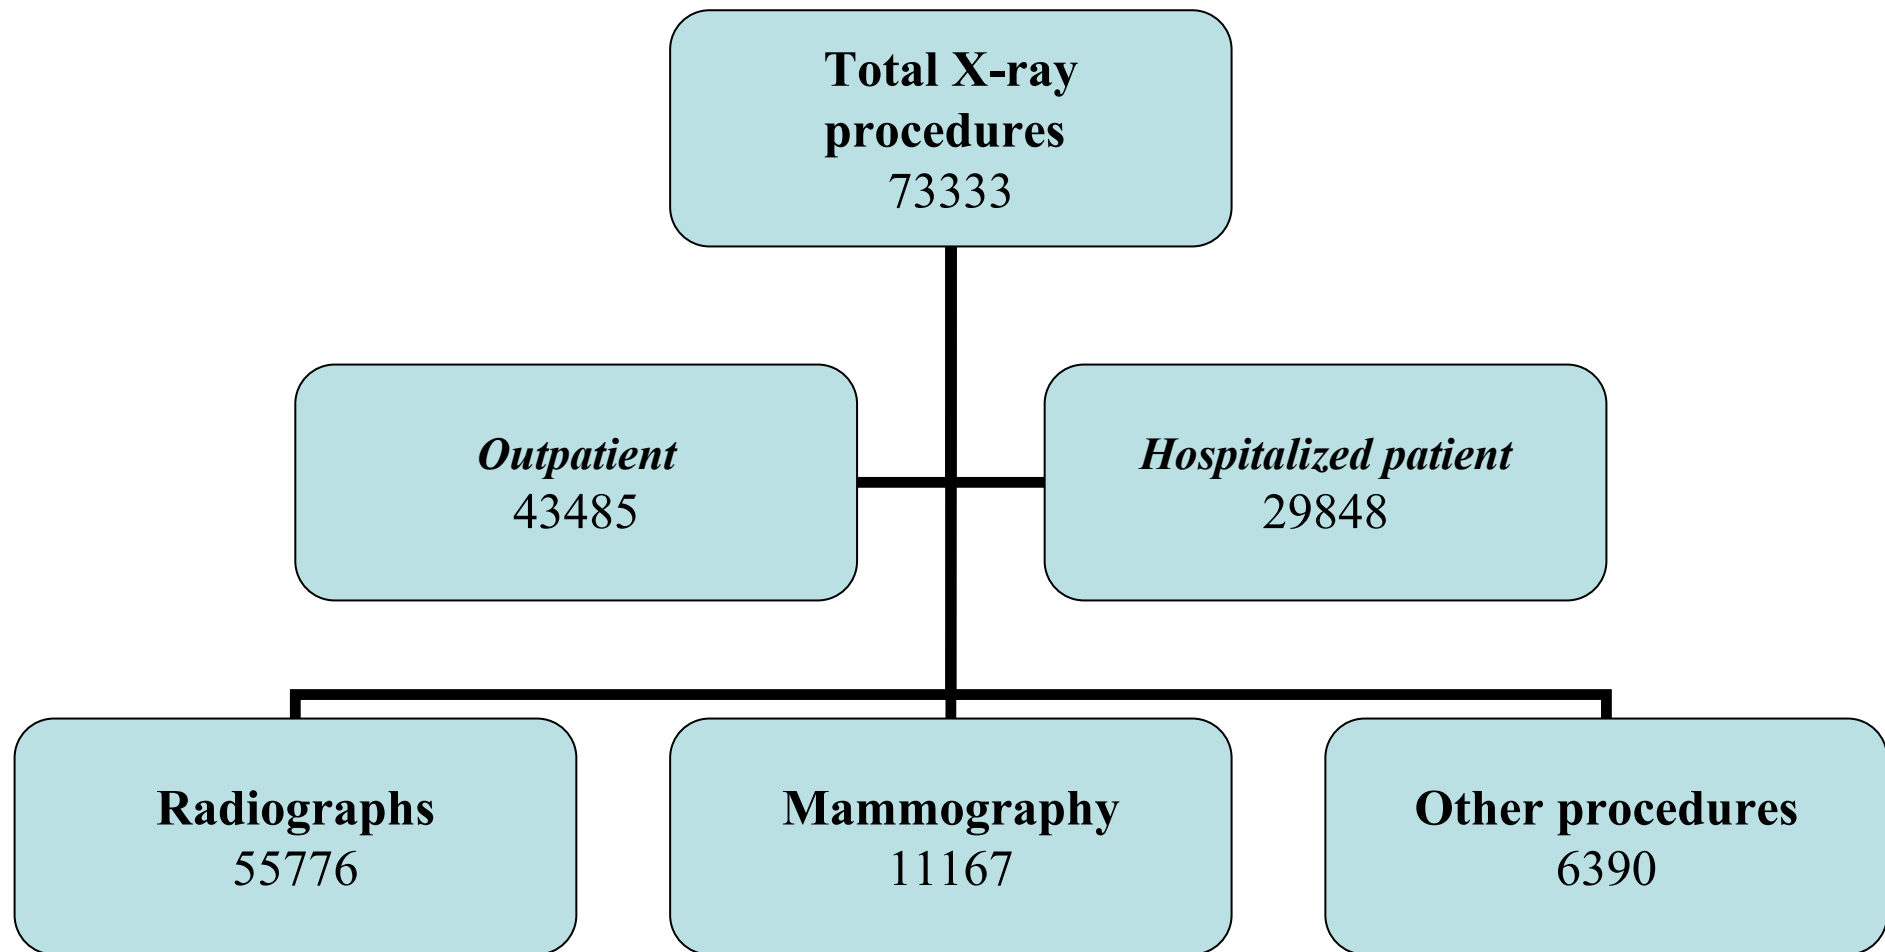 Total X-ray
procedures
73333
Outpatient
43485
Hospitalized patient
29848
Radiographs
55776
Mammography
11167
Other procedures
6390